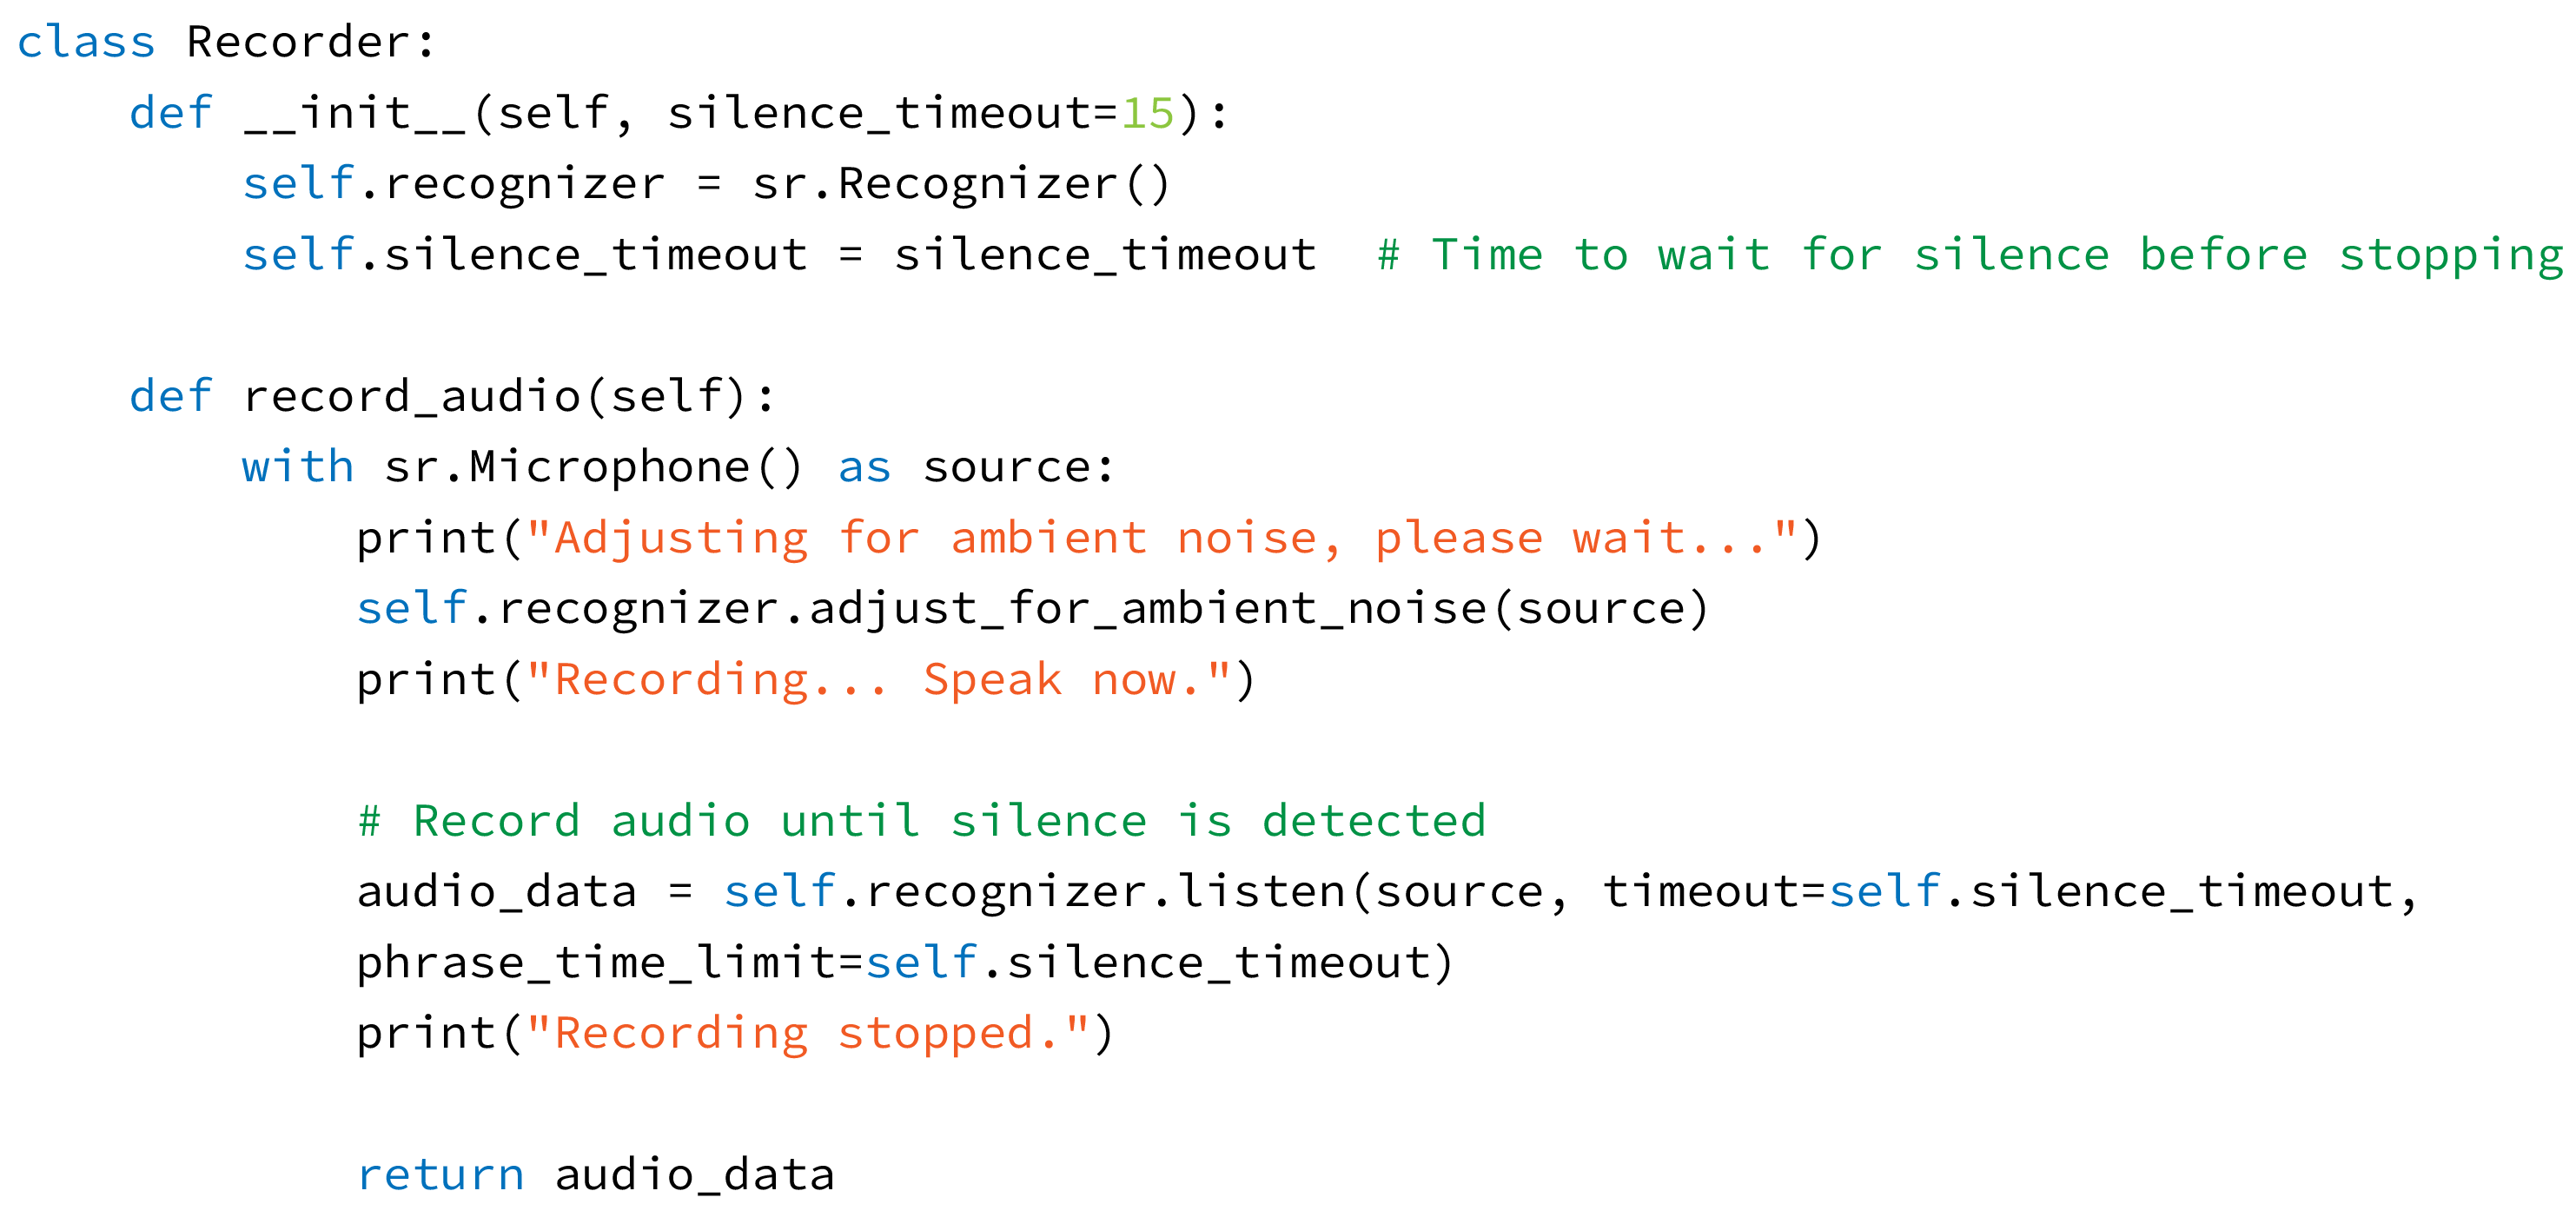 class Recorder:
    def __init__(self, silence_timeout=15):
        self.recognizer = sr.Recognizer()
        self.silence_timeout = silence_timeout  # Time to wait for silence before stopping

    def record_audio(self):
        with sr.Microphone() as source:
            print("Adjusting for ambient noise, please wait...")
            self.recognizer.adjust_for_ambient_noise(source)
            print("Recording... Speak now.")

            # Record audio until silence is detected
            audio_data = self.recognizer.listen(source, timeout=self.silence_timeout,
            phrase_time_limit=self.silence_timeout)
            print("Recording stopped.")

            return audio_data